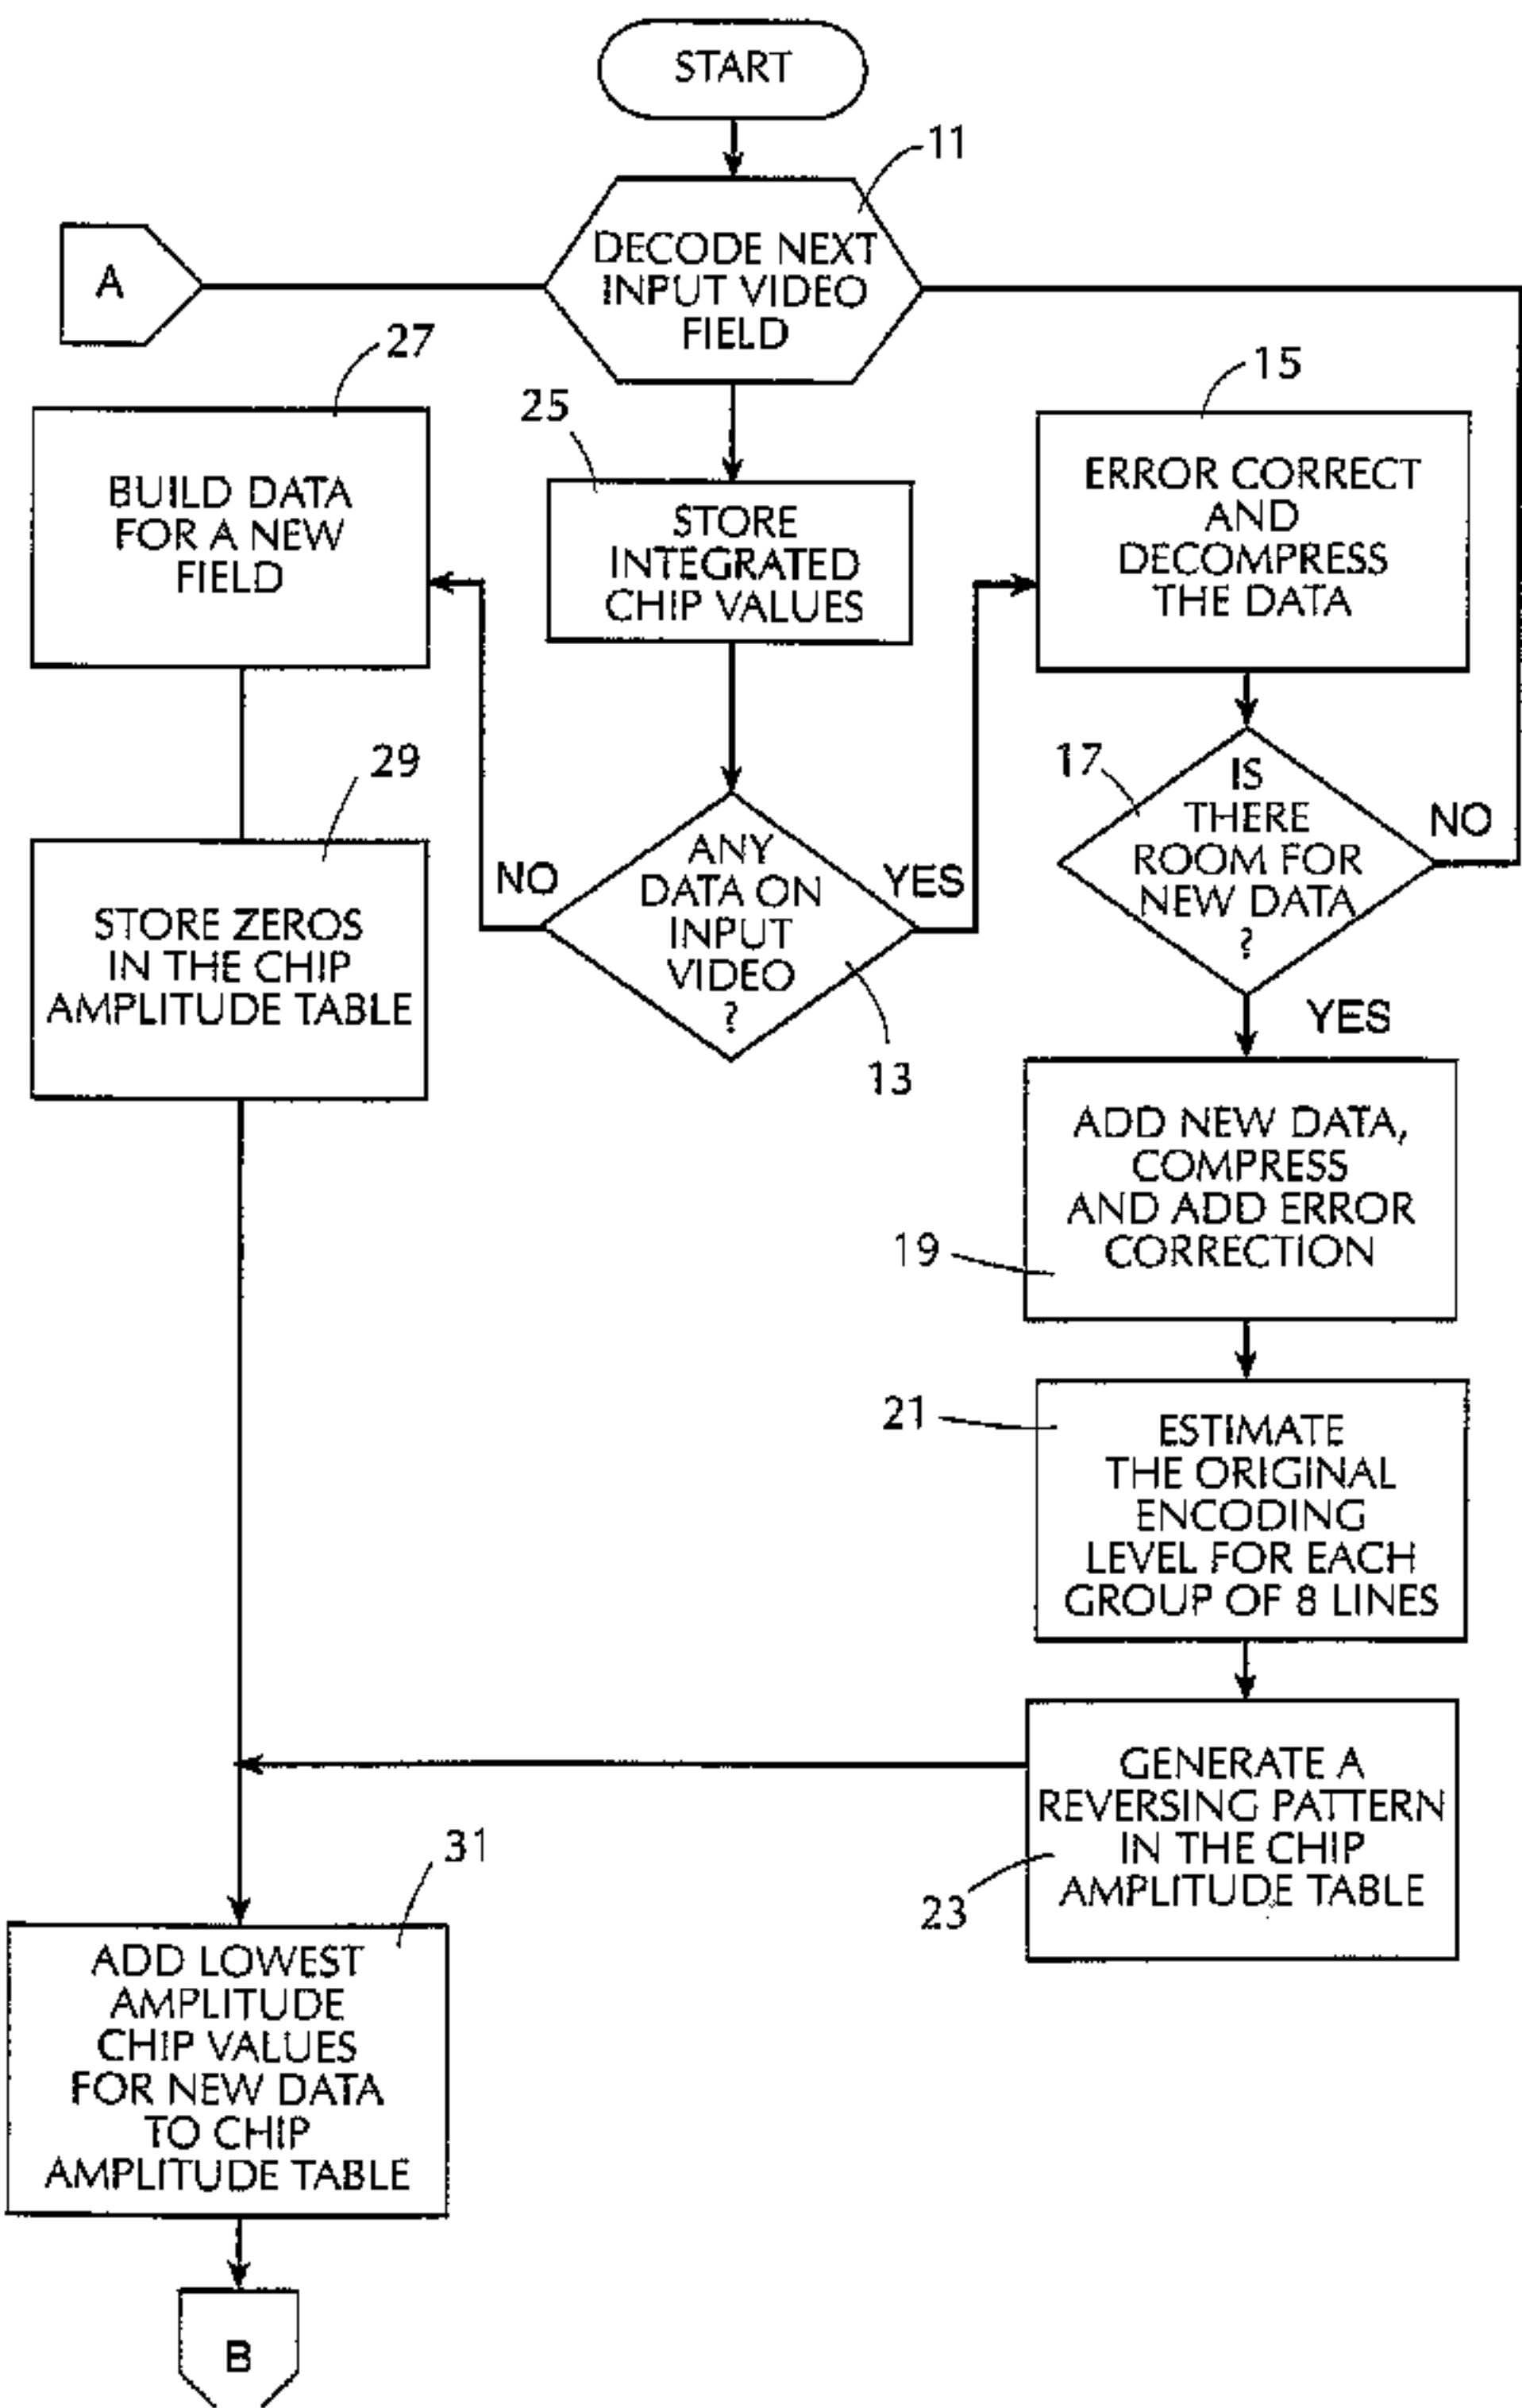 START
11
DECODE NEXT
INPUT VIDEO
FIELD
A
27
BUILD DATA
FOR A NEW
FIELD
25
STORE
INTEGRATED
CHIP VALUES
15
ERROR CORRECT
AND
DECOMPRESS
THE DATA
29
STORE ZEROS
IN THE CHIP
AMPLITUDE TABLE
NO
ANY
DATA ON
INPUT
VIDEO
?
YES
13
17
IS
THERE
ROOM FOR
NEW DATA
?
NO
YES
ADD NEW DATA,
COMPRESS
AND ADD ERROR
CORRECTION
19
21
ESTIMATE
THE ORIGINAL
ENCODING
LEVEL FOR EACH
GROUP OF 8 LINES
GENERATE A
REVERSING PATTERN
IN THE CHIP
AMPLITUDE TABLE
23
31
ADD LOWEST
AMPLITUDE
CHIP VALUES
FOR NEW DATA
TO CHIP
AMPLITUDE TABLE
B